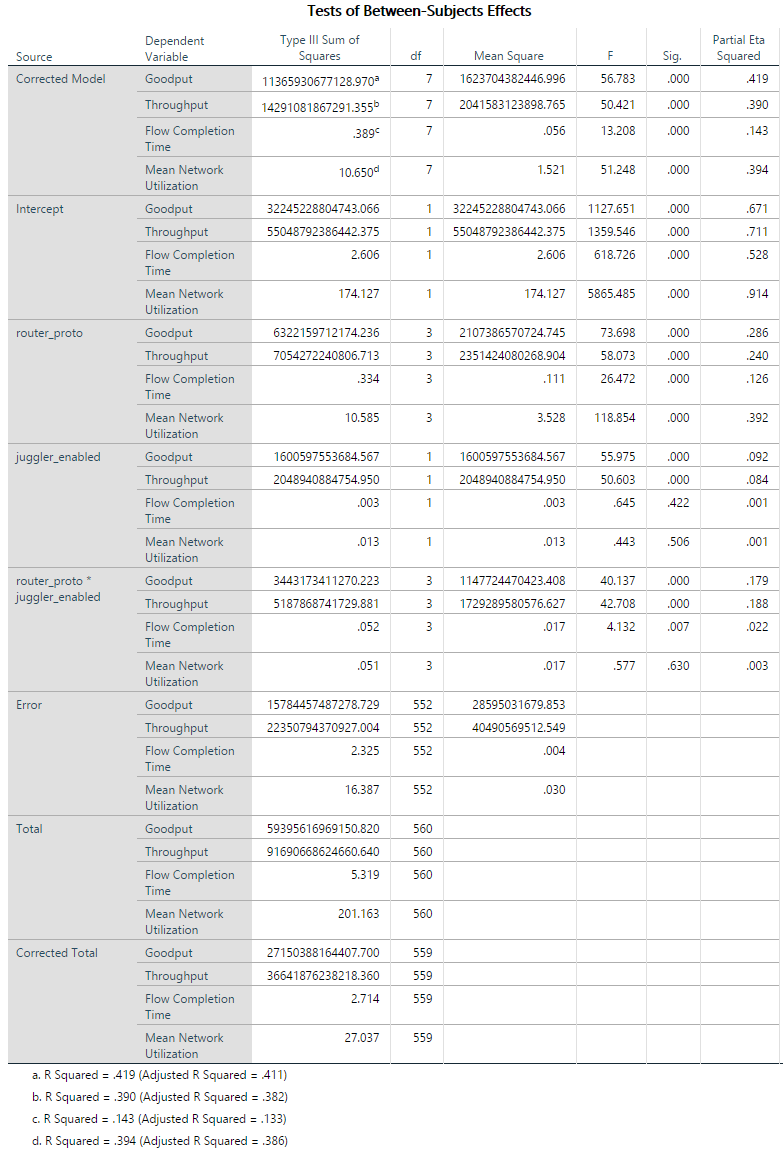 Tests of Between-Subjects Effects
Source Dependent Variable Type III Sum of Squares df Mean Square F Sig. Partial Eta Squared
Corrected Model Goodput 11365930677128.970a 7 1623704382446.996 56.783 .000 .419
Throughput 14291081867291.355b 7 2041583123898.765 50.421 .000 .390
Flow Completion Time .389c 7 .056 13.208 .000 .143
Mean Network Utilization 10.650d 7 1.521 51.248 .000 .394
Intercept Goodput 32245228804743.066 1 32245228804743.066 1127.651 .000 .671
Throughput 55048792386442.375 1 55048792386442.375 1359.546 .000 .711
Flow Completion Time 2.606 1 2.606 618.726 .000 .528
Mean Network Utilization 174.127 1 174.127 5865.485 .000 .914
router_proto Goodput 6322159712174.236 3 2107386570724.745 73.698 .000 .286
Throughput 7054272240806.713 3 2351424080268.904 58.073 .000 .240
Flow Completion Time .334 3 .111 26.472 .000 .126
Mean Network Utilization 10.585 3 3.528 118.854 .000 .392
juggler_enabled Goodput 1600597553684.567 1 1600597553684.567 55.975 .000 .092
Throughput 2048940884754.950 1 2048940884754.950 50.603 .000 .084
Flow Completion Time .003 1 .003 .645 .422 .001
Mean Network Utilization .013 1 .013 .443 .506 .001
router_proto * juggler_enabled Goodput 3443173411270.223 3 1147724470423.408 40.137 .000 .179
Throughput 5187868741729.881 3 1729289580576.627 42.708 .000 .188
Flow Completion Time .052 3 .017 4.132 .007 .022
Mean Network Utilization .051 3 .017 .577 .630 .003
Error Goodput 15784457487278.729 552 28595031679.853
Throughput 22350794370927.004 552 40490569512.549
Flow Completion Time 2.325 552 .004
Mean Network Utilization 16.387 552 .030
Total Goodput 59395616969150.820 560
Throughput 91690668624660.640 560
Flow Completion Time 5.319 560
Mean Network Utilization 201.163 560
Corrected Total Goodput 27150388164407.700 559
Throughput 36641876238218.360 559
Flow Completion Time 2.714 559
Mean Network Utilization 27.037 559
a. R Squared = .419 (Adjusted R Squared = .411)
b. R Squared = .390 (Adjusted R Squared = .382)
c. R Squared = .143 (Adjusted R Squared = .133)
d. R Squared = .394 (Adjusted R Squared = .386)